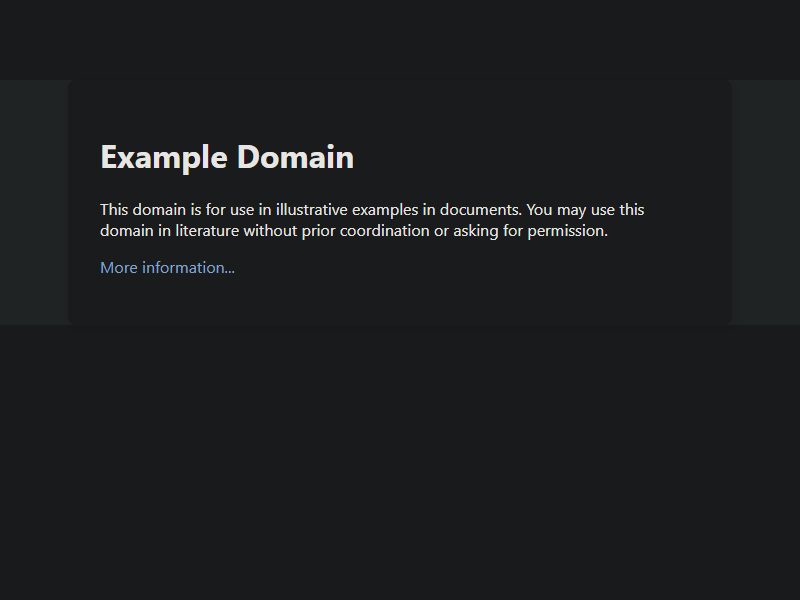 Example Domain
This domain is for use in illustrative examples in documents. You may use this
domain in literature without prior coordination or asking for permission.
More information...